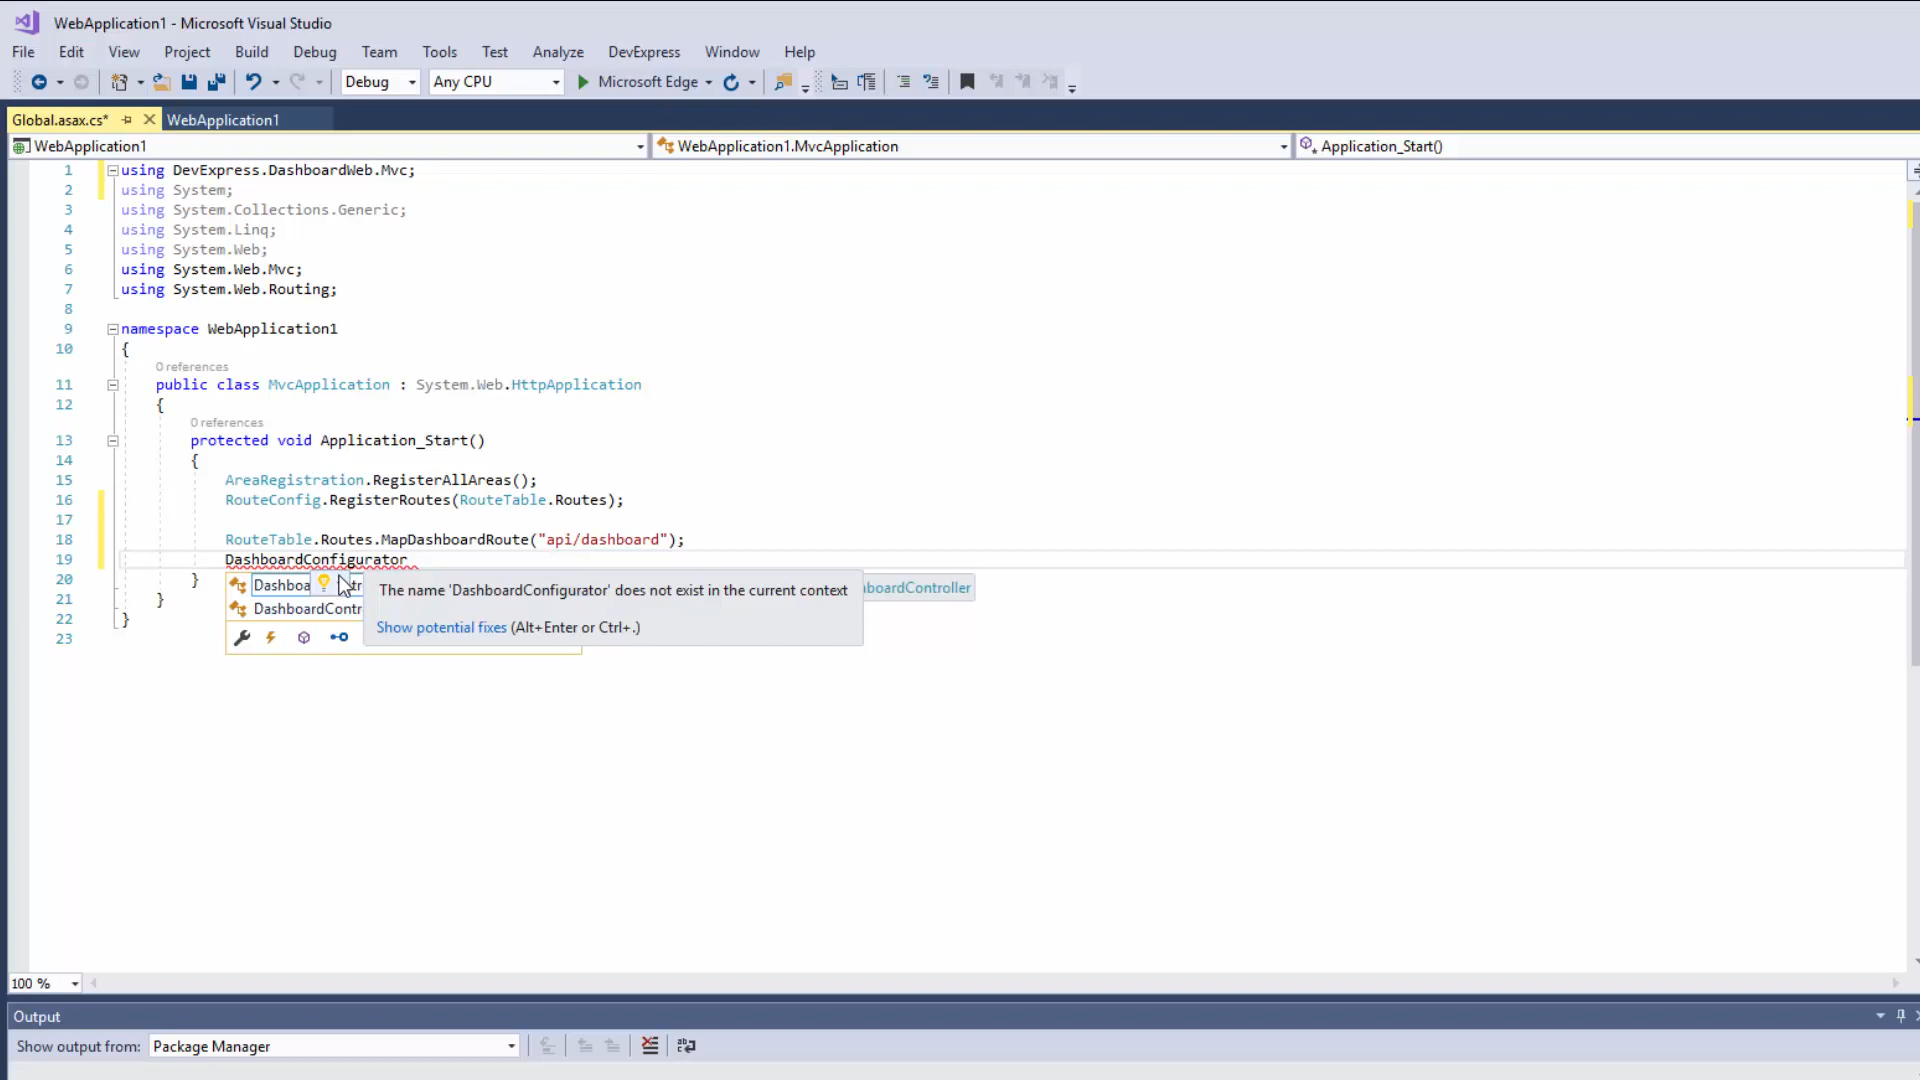 WebApplication1 - Microsoft Visual Studio
File Edit View Project Build Debug Team Tools Test Analyze DevExpress Window Help
Debug Any CPU Microsoft Edge
Global.asax.cs* WebApplication1
WebApplication1 WebApplication1.MvcApplication Application_Start()
1 using DevExpress.DashboardWeb.Mvc;
2 using System;
3 using System.Collections.Generic;
4 using System.Linq;
5 using System.Web;
6 using System.Web.Mvc;
7 using System.Web.Routing;
8
9 namespace WebApplication1
10 {
0 references
11 public class MvcApplication : System.Web.HttpApplication
12 {
0 references
13 protected void Application_Start()
14 {
15 AreaRegistration.RegisterAllAreas();
16 RouteConfig.RegisterRoutes(RouteTable.Routes);
17
18 RouteTable.Routes.MapDashboardRoute("api/dashboard");
19 DashboardConfigurator
20 }
21 }
22 }
23
Dashboa tr
DashboardContr
The name 'DashboardConfigurator' does not exist in the current context
Show potential fixes (Alt+Enter or Ctrl+.)
boardController
100 %
Output
Show output from: Package Manager